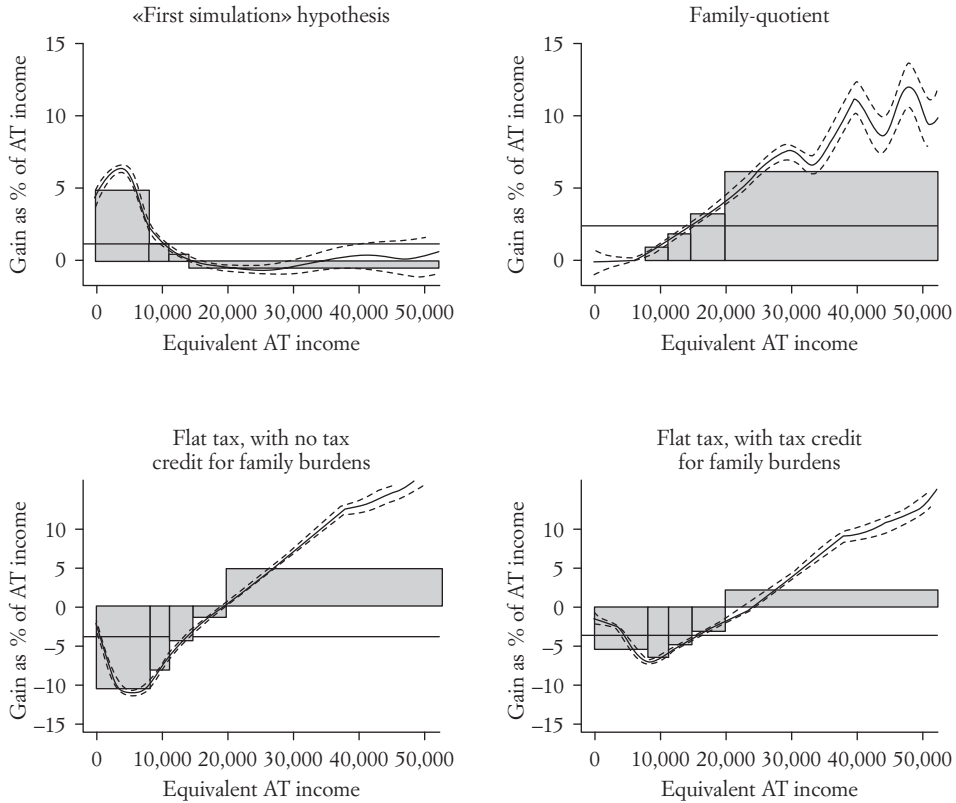 «First simulation» hypothesis
15
10
5
0
Gain as % of AT income
0 10,000 20,000 30,000 40,000 50,000
Equivalent AT income
Family-quotient
15
10
5
0
Gain as % of AT income
0 10,000 20,000 30,000 40,000 50,000
Equivalent AT income
Flat tax, with no tax
credit for family burdens
10
5
0
–5
–10
–15
Gain as % of AT income
0 10,000 20,000 30,000 40,000 50,000
Equivalent AT income
Flat tax, with tax credit
for family burdens
10
5
0
–5
–10
–15
Gain as % of AT income
0 10,000 20,000 30,000 40,000 50,000
Equivalent AT income